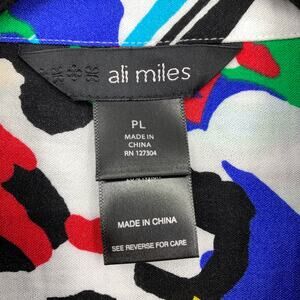 ali miles
PL
MADE IN
CHINA
RN 127304
MADE IN CHINA
SEE REVERSE FOR CARE